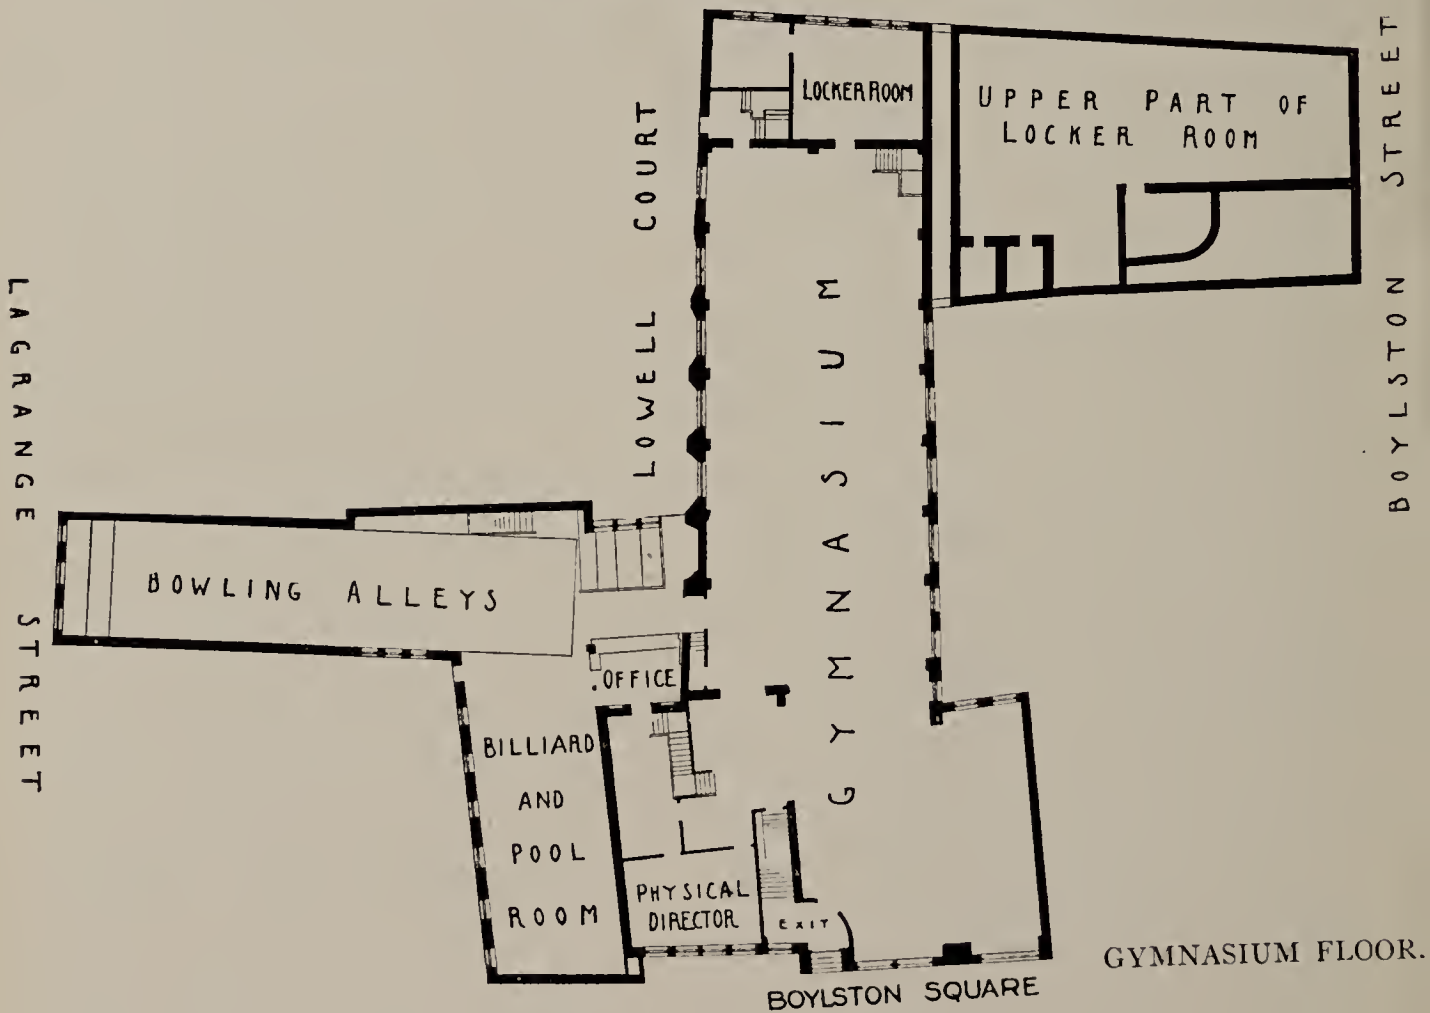 LOCKER ROOM
UPPER PART OF
LOCKER ROOM
BOYLSTON STREET
LOWELL COURT
LAGRANGE STREET
GYMNASIUM
BOWLING ALLEYS
OFFICE
BILLIARD
AND
POOL
ROOM
PHYSICAL
DIRECTOR
EXIT
GYMNASIUM FLOOR.
BOYLSTON SQUARE